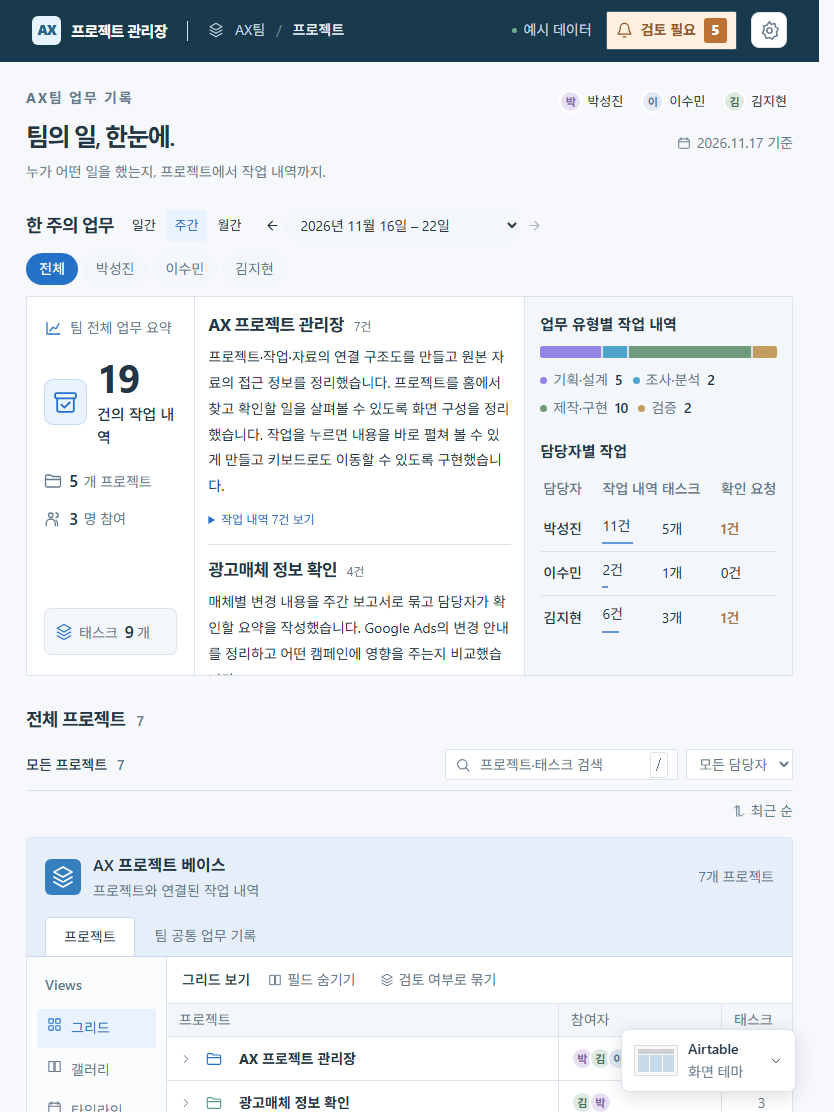 AX 프로젝트 관리장 AX팀 / 프로젝트 예시 데이터 검토 필요 5
AX팀 업무 기록
박 박성진 이 이수민 김 김지현
팀의 일, 한눈에.
2026.11.17 기준
누가 어떤 일을 했는지, 프로젝트에서 작업 내역까지.
한 주의 업무 일간 주간 월간 ← 2026년 11월 16일 – 22일 →
전체 박성진 이수민 김지현
팀 전체 업무 요약
19
건의 작업 내
역
5 개 프로젝트
3 명 참여
태스크 9 개
AX 프로젝트 관리장 7건
프로젝트·작업·자료의 연결 구조도를 만들고 원본 자
료의 접근 정보를 정리했습니다. 프로젝트를 홈에서
찾고 확인할 일을 살펴볼 수 있도록 화면 구성을 정리
했습니다. 작업을 누르면 내용을 바로 펼쳐 볼 수 있
게 만들고 키보드로도 이동할 수 있도록 구현했습니
다.
▶ 작업 내역 7건 보기
광고매체 정보 확인 4건
매체별 변경 내용을 주간 보고서로 묶고 담당자가 확
인할 요약을 작성했습니다. Google Ads의 변경 안내
를 정리하고 어떤 캠페인에 영향을 주는지 비교했습
업무 유형별 작업 내역
기획·설계 5 조사·분석 2
제작·구현 10 검증 2
담당자별 작업
담당자 작업 내역 태스크 확인 요청
박성진 11건 5개 1건
이수민 2건 1개 0건
김지현 6건 3개 1건
전체 프로젝트 7
모든 프로젝트 7
프로젝트·태스크 검색 /
모든 담당자
최근 순
AX 프로젝트 베이스
프로젝트와 연결된 작업 내역
7개 프로젝트
프로젝트 팀 공통 업무 기록
Views
그리드
갤러리
타임라인
그리드 보기 필드 숨기기 검토 여부로 묶기
프로젝트 참여자 태스크
AX 프로젝트 관리장 박 김 이
광고매체 정보 확인 김 박 3
Airtable
화면 테마